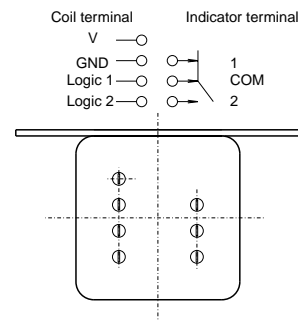 Coil terminal Indicator terminal
V
GND 1
Logic 1 COM
Logic 2 2